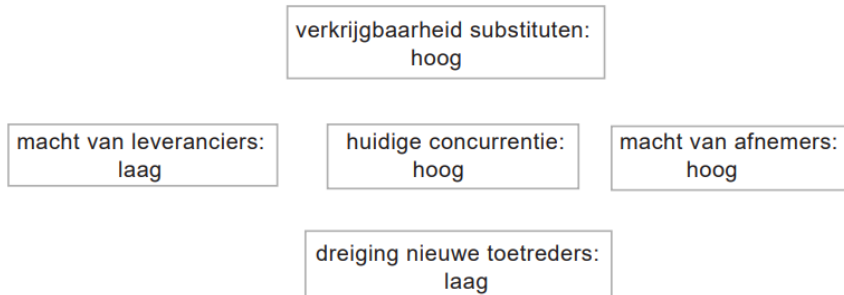 verkrijgbaarheid substituten:
hoog
macht van leveranciers:
laag
huidige concurrentie:
hoog
macht van afnemers:
hoog
dreiging nieuwe toetreders:
laag